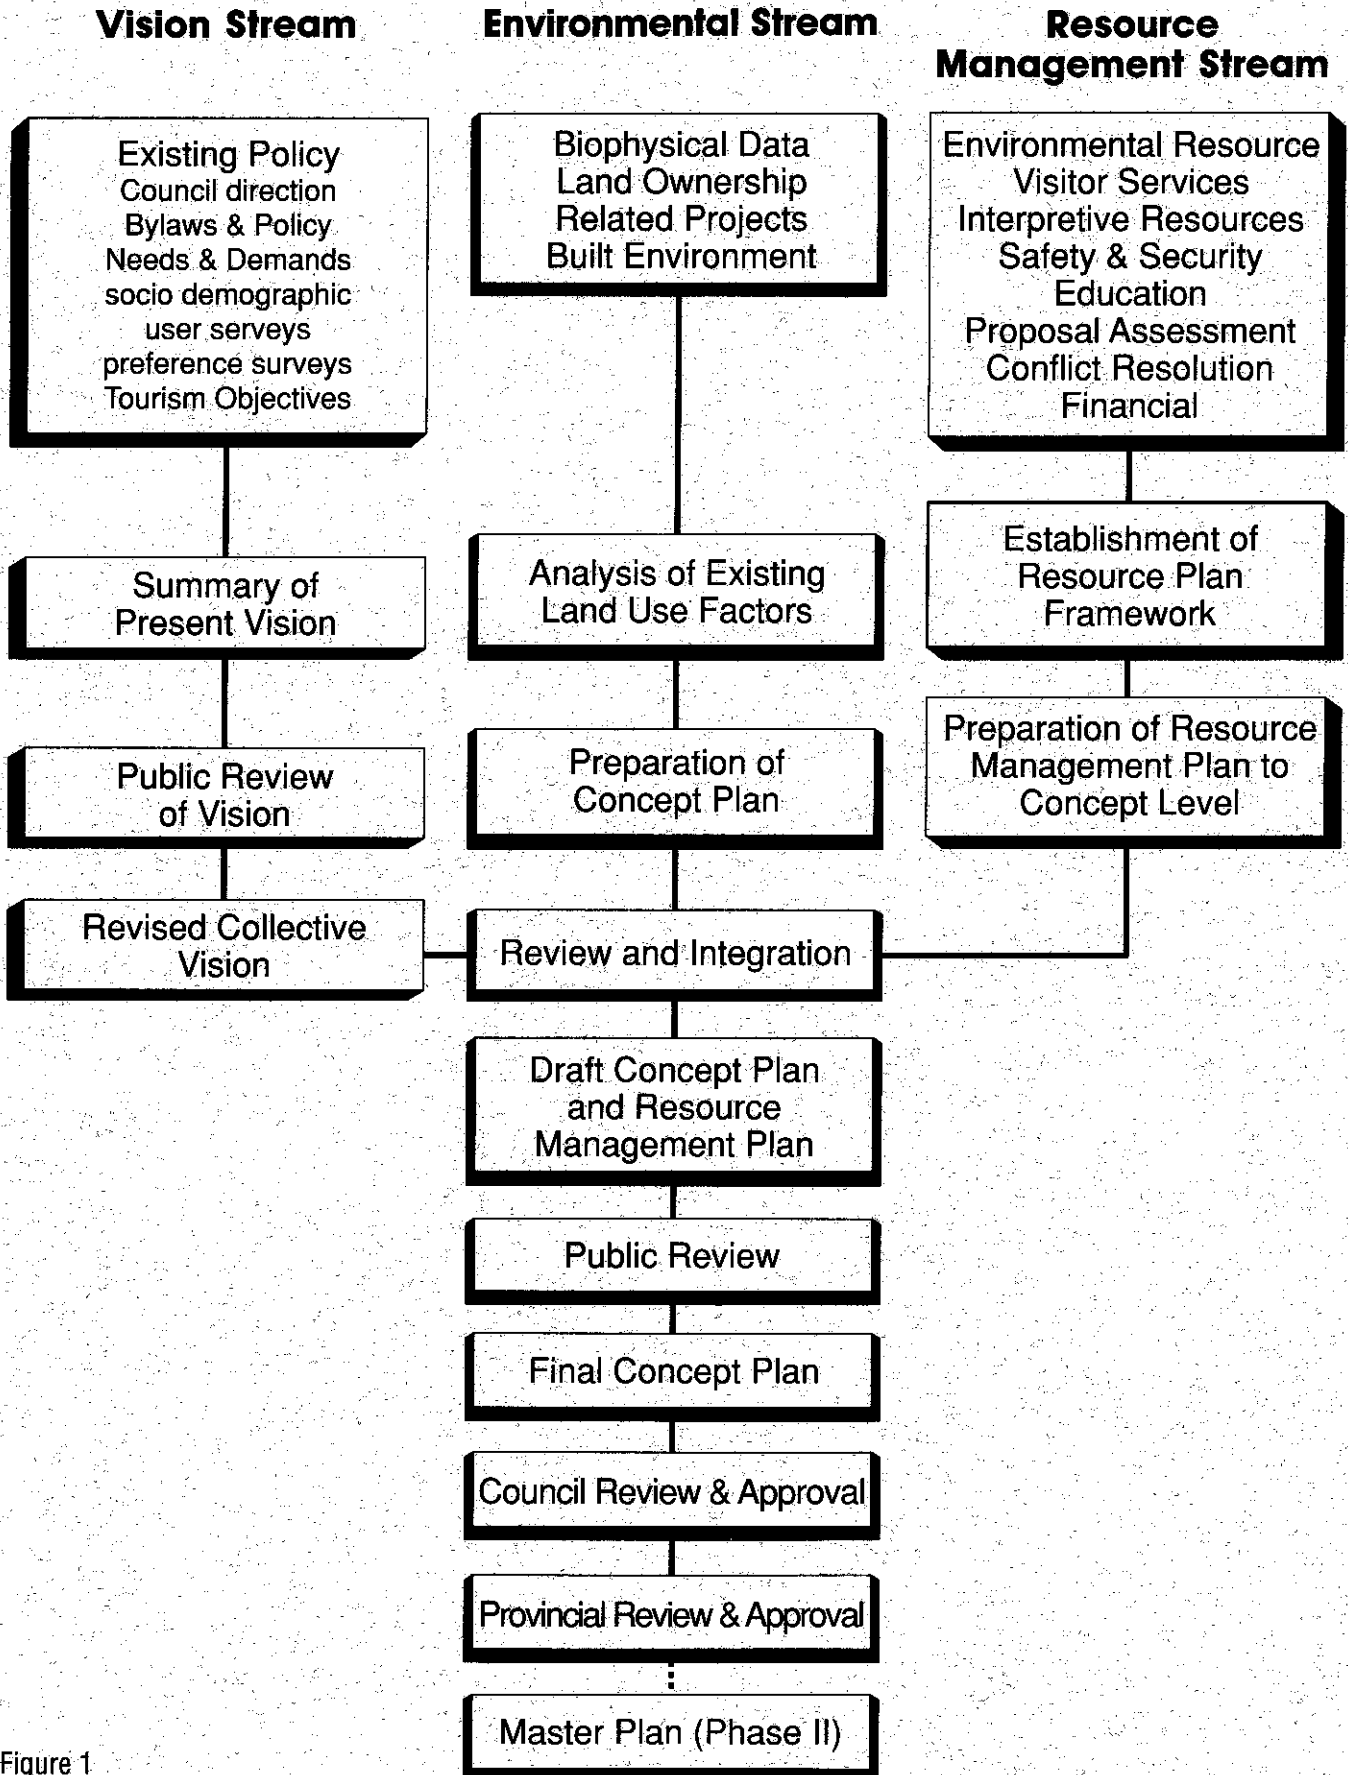 Vision Stream
Existing Policy
Council direction
Bylaws & Policy
Needs & Demands
socio demographic
user serveys
preference surveys
Tourism Objectives
Summary of
Present Vision
Public Review
of Vision
Revised Collective
Vision
Environmental Stream
Biophysical Data
Land Ownership
Related Projects
Built Environment
Analysis of Existing
Land Use Factors
Preparation of
Concept Plan
Review and Integration
Draft Concept Plan
and Resource
Management Plan
Public Review
Final Concept Plan
Council Review & Approval
Provincial Review & Approval
Master Plan (Phase II)
Resource
Management Stream
Environmental Resource
Visitor Services
Interpretive Resources
Safety & Security
Education
Proposal Assessment
Conflict Resolution
Financial
Establishment of
Resource Plan
Framework
Preparation of Resource
Management Plan to
Concept Level
Figure 1